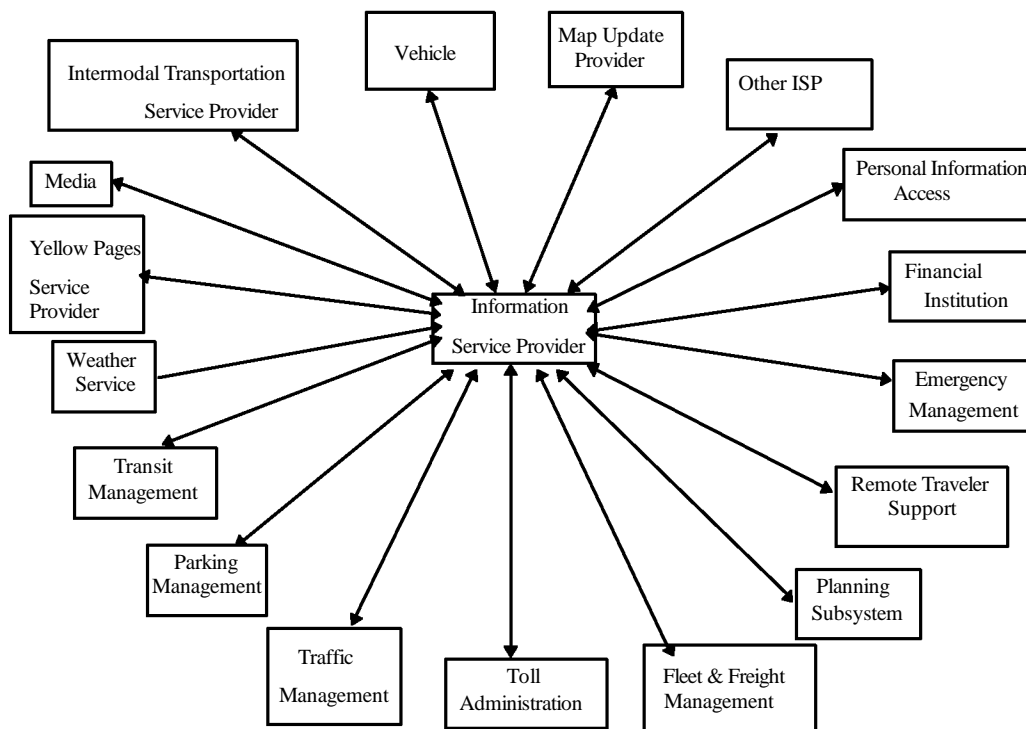 Intermodal Transportation
Service Provider
Vehicle
Map Update
Provider
Other ISP
Media
Personal Information
Access
Yellow Pages
Service
Provider
Financial
Institution
Information
Service Provider
Weather
Service
Emergency
Management
Transit
Management
Remote Traveler
Support
Parking
Management
Planning
Subsystem
Traffic
Management
Toll
Administration
Fleet & Freight
Management